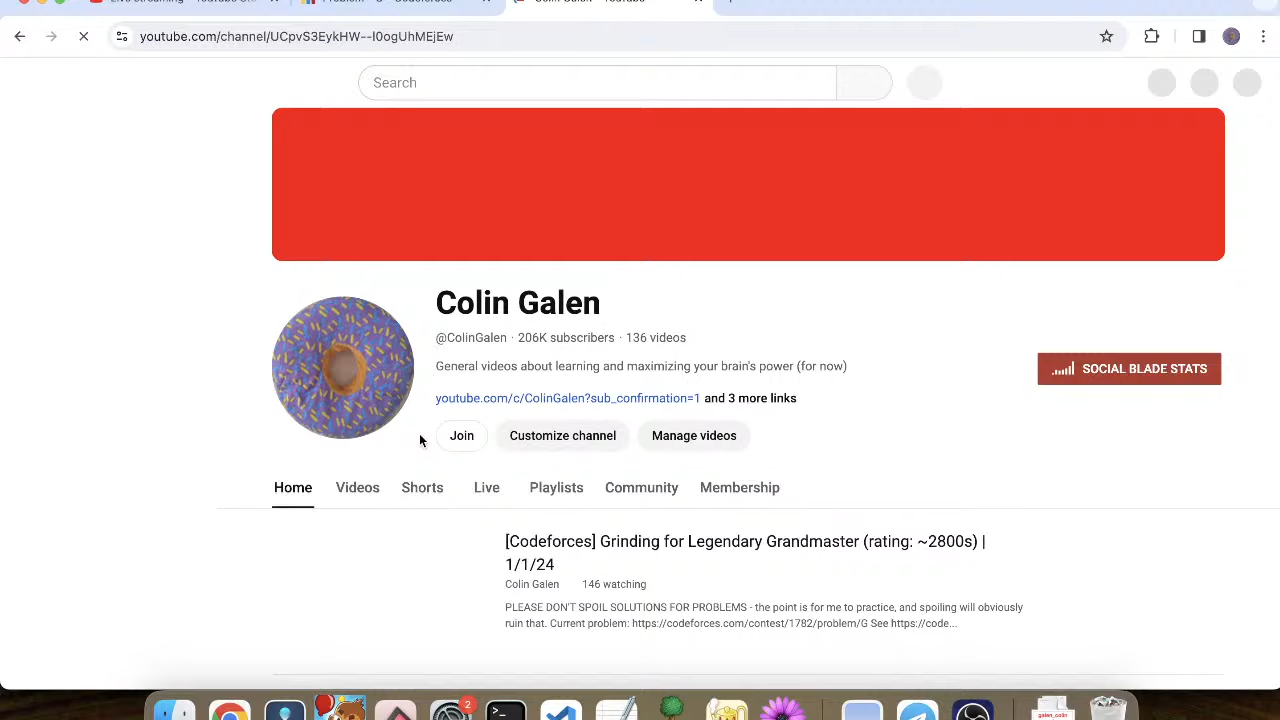 youtube.com/channel/UCpvS3EykHW--I0ogUhMEjEw
Search
Colin Galen
@ColinGalen · 206K subscribers · 136 videos
General videos about learning and maximizing your brain's power (for now)
SOCIAL BLADE STATS
youtube.com/c/ColinGalen?sub_confirmation=1 and 3 more links
Join Customize channel Manage videos
Home Videos Shorts Live Playlists Community Membership
[Codeforces] Grinding for Legendary Grandmaster (rating: ~2800s) |
1/1/24
Colin Galen 146 watching
PLEASE DON'T SPOIL SOLUTIONS FOR PROBLEMS - the point is for me to practice, and spoiling will obviously
ruin that. Current problem: https://codeforces.com/contest/1782/problem/G See https://code...
2
galen_colin